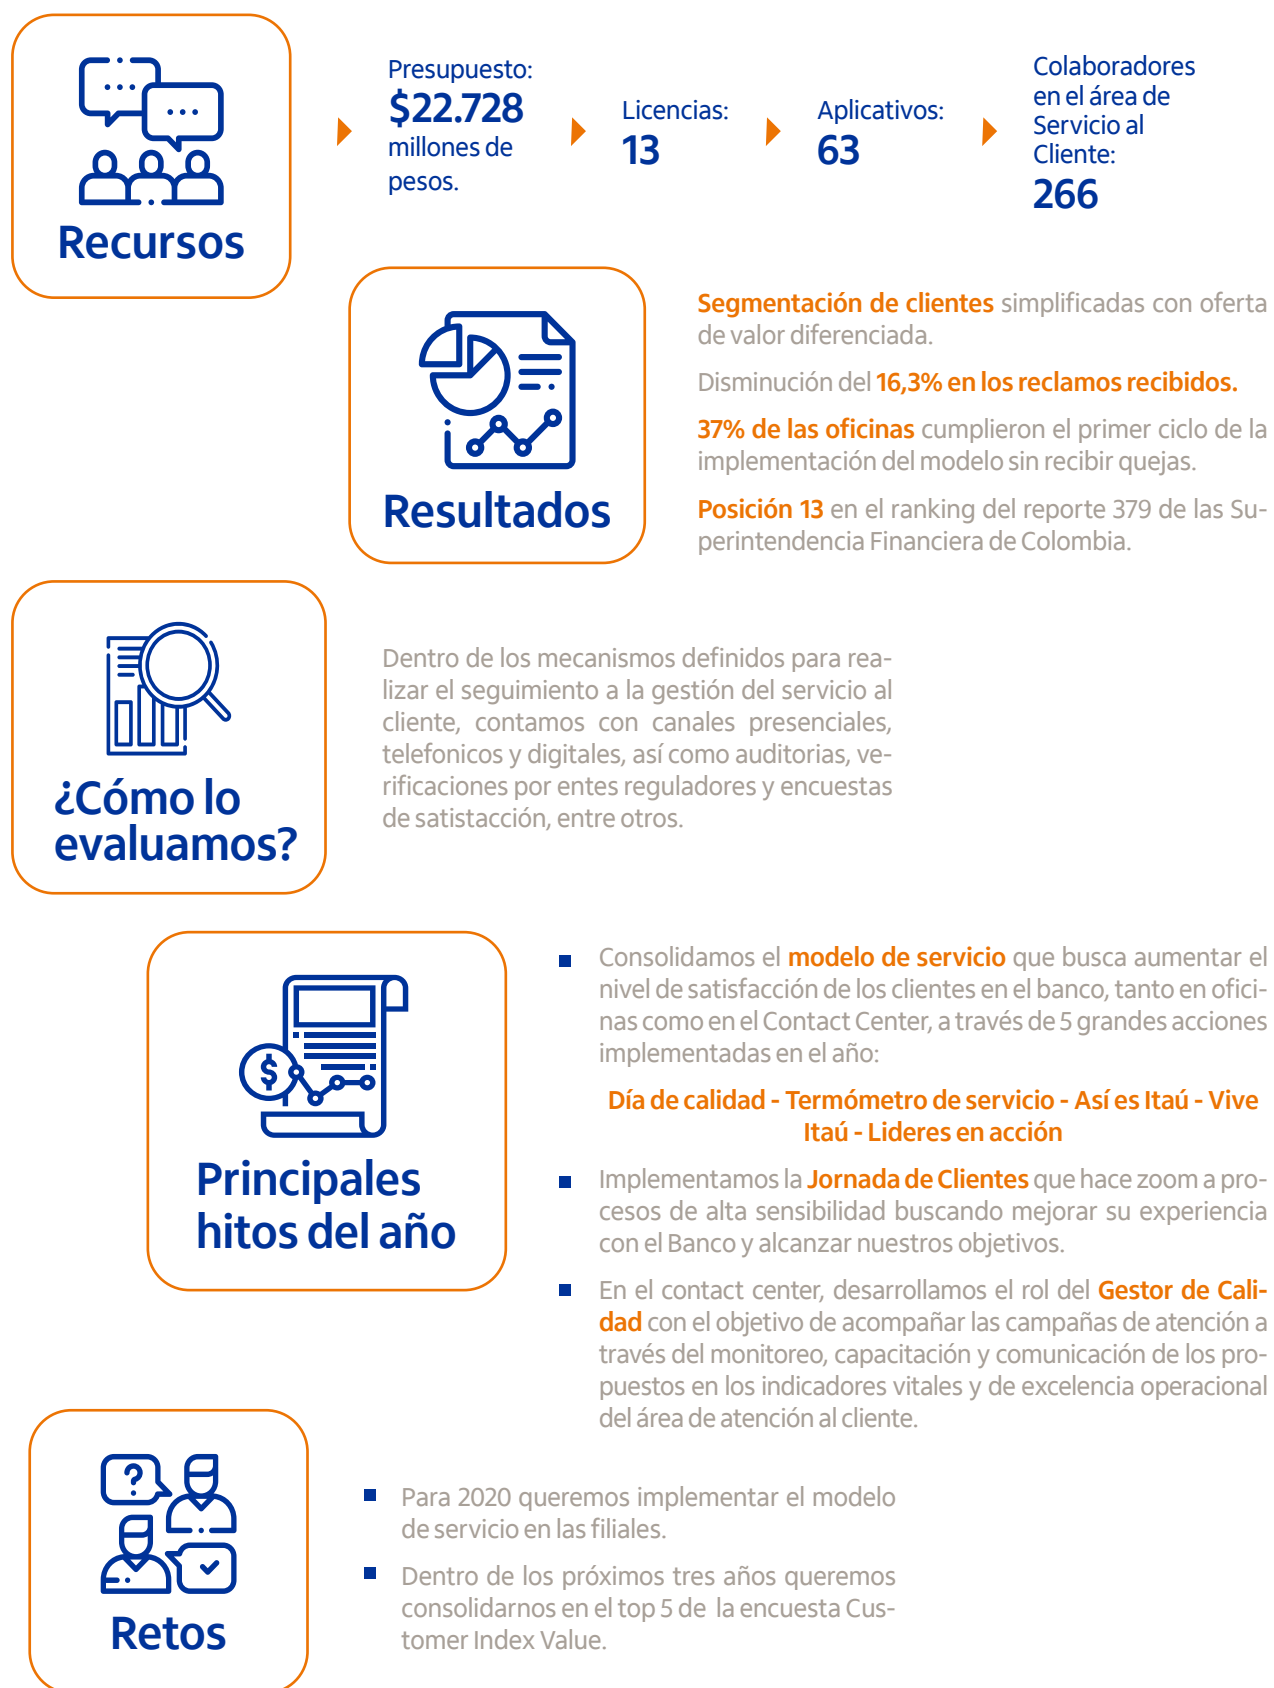 Recursos
Presupuesto:
$22.728
millones de
pesos.
Licencias:
13
Aplicativos:
63
Colaboradores
en el área de
Servicio al
Cliente:
266
Resultados
Segmentación de clientes simplificadas con oferta
de valor diferenciada.
Disminución del 16,3% en los reclamos recibidos.
37% de las oficinas cumplieron el primer ciclo de la
implementación del modelo sin recibir quejas.
Posición 13 en el ranking del reporte 379 de las Su-
perintendencia Financiera de Colombia.
¿Cómo lo
evaluamos?
Dentro de los mecanismos definidos para rea-
lizar el seguimiento a la gestión del servicio al
cliente, contamos con canales presenciales,
telefonicos y digitales, así como auditorias, ve-
rificaciones por entes reguladores y encuestas
de satistacción, entre otros.
Principales
hitos del año
Consolidamos el modelo de servicio que busca aumentar el
nivel de satisfacción de los clientes en el banco, tanto en ofici-
nas como en el Contact Center, a través de 5 grandes acciones
implementadas en el año:
Día de calidad - Termómetro de servicio - Así es Itaú - Vive
Itaú - Lideres en acción
Implementamos la Jornada de Clientes que hace zoom a pro-
cesos de alta sensibilidad buscando mejorar su experiencia
con el Banco y alcanzar nuestros objetivos.
En el contact center, desarrollamos el rol del Gestor de Cali-
dad con el objetivo de acompañar las campañas de atención a
través del monitoreo, capacitación y comunicación de los pro-
puestos en los indicadores vitales y de excelencia operacional
del área de atención al cliente.
Retos
Para 2020 queremos implementar el modelo
de servicio en las filiales.
Dentro de los próximos tres años queremos
consolidarnos en el top 5 de  la encuesta Cus-
tomer Index Value.